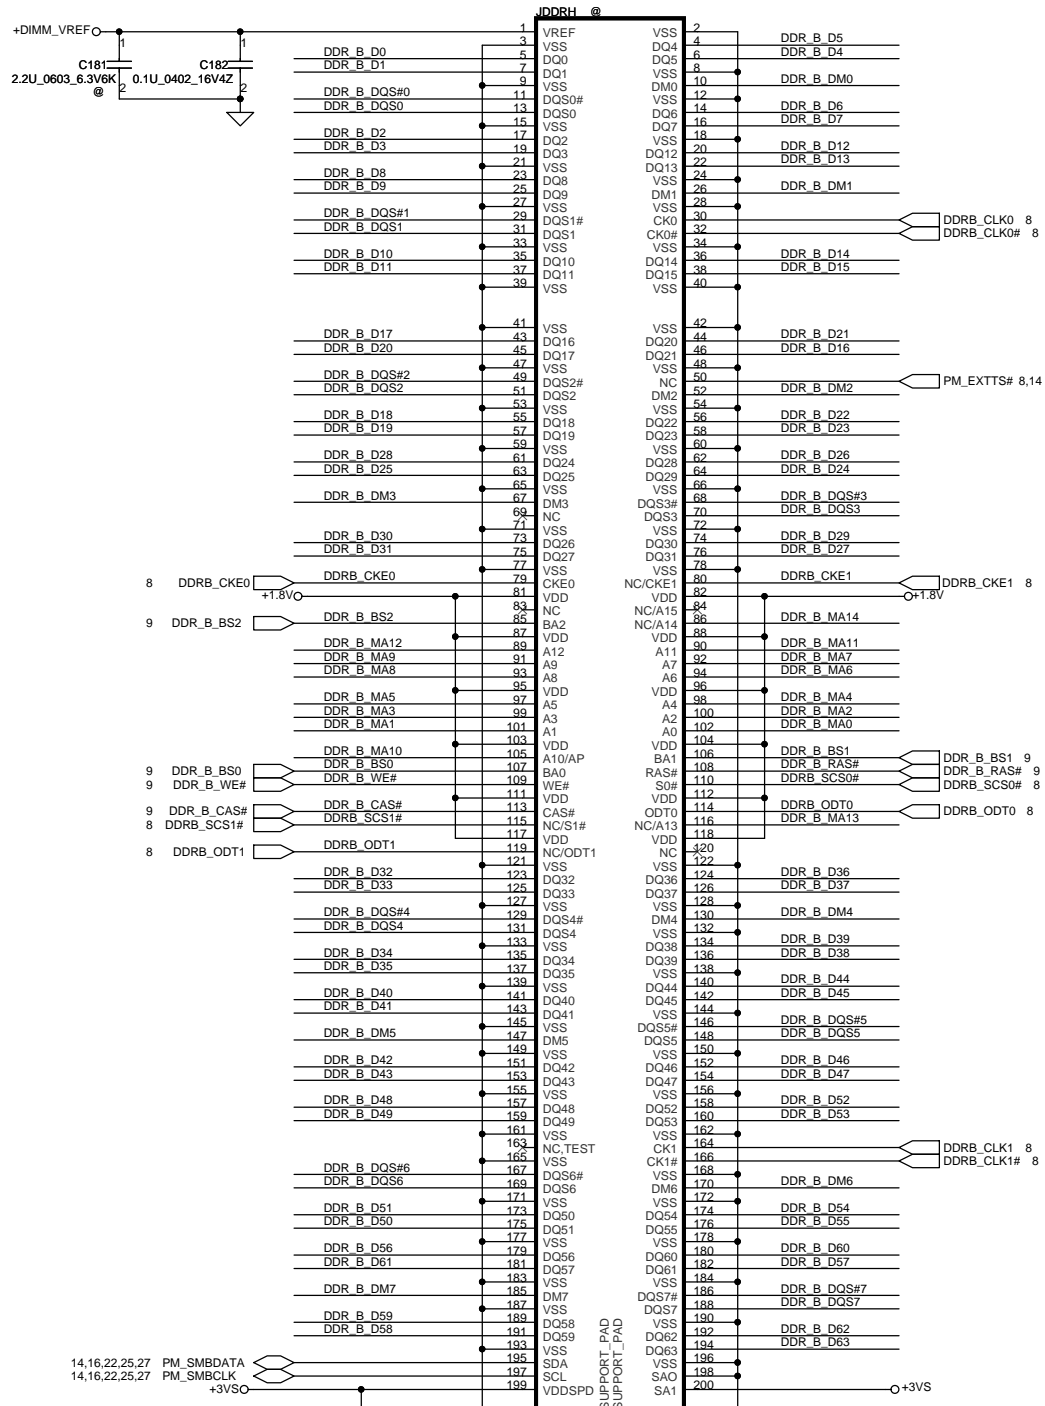 JDDRH @
+DIMM_VREF 1 VREF VSS 2
1 1 3 VSS DQ4 4 DDR_B_D5
DDR_B_D0 5 DQ0 DQ5 6 DDR_B_D4
C181 C182 DDR_B_D1 7 DQ1 VSS 8
2.2U_0603_6.3V6K 0.1U_0402_16V4Z 9 VSS DM0 10 DDR_B_DM0
@ 2 2 DDR_B_DQS#0 11 DQS0# VSS 12
DDR_B_DQS0 13 DQS0 DQ6 14 DDR_B_D6
15 VSS DQ7 16 DDR_B_D7
DDR_B_D2 17 DQ2 VSS 18
DDR_B_D3 19 DQ3 DQ12 20 DDR_B_D12
21 VSS DQ13 22 DDR_B_D13
DDR_B_D8 23 DQ8 VSS 24
DDR_B_D9 25 DQ9 DM1 26 DDR_B_DM1
27 VSS VSS 28
DDR_B_DQS#1 29 DQS1# CK0 30 DDRB_CLK0 8
DDR_B_DQS1 31 DQS1 CK0# 32 DDRB_CLK0# 8
33 VSS VSS 34
DDR_B_D10 35 DQ10 DQ14 36 DDR_B_D14
DDR_B_D11 37 DQ11 DQ15 38 DDR_B_D15
39 VSS VSS 40
41 VSS VSS 42
DDR_B_D17 43 DQ16 DQ20 44 DDR_B_D21
DDR_B_D20 45 DQ17 DQ21 46 DDR_B_D16
47 VSS VSS 48
DDR_B_DQS#2 49 DQS2# NC 50 PM_EXTTS# 8,14
DDR_B_DQS2 51 DQS2 DM2 52 DDR_B_DM2
53 VSS VSS 54
DDR_B_D18 55 DQ18 DQ22 56 DDR_B_D22
DDR_B_D19 57 DQ19 DQ23 58 DDR_B_D23
59 VSS VSS 60
DDR_B_D28 61 DQ24 DQ28 62 DDR_B_D26
DDR_B_D25 63 DQ25 DQ29 64 DDR_B_D24
65 VSS VSS 66
DDR_B_DM3 67 DM3 DQS3# 68 DDR_B_DQS#3
69 NC DQS3 70 DDR_B_DQS3
71 VSS VSS 72
DDR_B_D30 73 DQ26 DQ30 74 DDR_B_D29
DDR_B_D31 75 DQ27 DQ31 76 DDR_B_D27
77 VSS VSS 78
8 DDRB_CKE0 DDRB_CKE0 79 CKE0 NC/CKE1 80 DDRB_CKE1 DDRB_CKE1 8
+1.8V 81 VDD VDD 82 +1.8V
83 NC NC/A15 84
9 DDR_B_BS2 DDR_B_BS2 85 BA2 NC/A14 86 DDR_B_MA14
87 VDD VDD 88
DDR_B_MA12 89 A12 A11 90 DDR_B_MA11
DDR_B_MA9 91 A9 A7 92 DDR_B_MA7
DDR_B_MA8 93 A8 A6 94 DDR_B_MA6
95 VDD VDD 96
DDR_B_MA5 97 A5 A4 98 DDR_B_MA4
DDR_B_MA3 99 A3 A2 100 DDR_B_MA2
DDR_B_MA1 101 A1 A0 102 DDR_B_MA0
103 VDD VDD 104
DDR_B_MA10 105 A10/AP BA1 106 DDR_B_BS1 DDR_B_BS1 9
9 DDR_B_BS0 DDR_B_BS0 107 BA0 RAS# 108 DDR_B_RAS# DDR_B_RAS# 9
9 DDR_B_WE# DDR_B_WE# 109 WE# S0# 110 DDRB_SCS0# DDRB_SCS0# 8
111 VDD VDD 112
9 DDR_B_CAS# DDR_B_CAS# 113 CAS# ODT0 114 DDRB_ODT0 DDRB_ODT0 8
8 DDRB_SCS1# DDRB_SCS1# 115 NC/S1# NC/A13 116 DDR_B_MA13
117 VDD VDD 118
8 DDRB_ODT1 DDRB_ODT1 119 NC/ODT1 NC 120
121 VSS VSS 122
DDR_B_D32 123 DQ32 DQ36 124 DDR_B_D36
DDR_B_D33 125 DQ33 DQ37 126 DDR_B_D37
127 VSS VSS 128
DDR_B_DQS#4 129 DQS4# DM4 130 DDR_B_DM4
DDR_B_DQS4 131 DQS4 VSS 132
133 VSS DQ38 134 DDR_B_D39
DDR_B_D34 135 DQ34 DQ39 136 DDR_B_D38
DDR_B_D35 137 DQ35 VSS 138
139 VSS DQ44 140 DDR_B_D44
DDR_B_D40 141 DQ40 DQ45 142 DDR_B_D45
DDR_B_D41 143 DQ41 VSS 144
145 VSS DQS5# 146 DDR_B_DQS#5
DDR_B_DM5 147 DM5 DQS5 148 DDR_B_DQS5
149 VSS VSS 150
DDR_B_D42 151 DQ42 DQ46 152 DDR_B_D46
DDR_B_D43 153 DQ43 DQ47 154 DDR_B_D47
155 VSS VSS 156
DDR_B_D48 157 DQ48 DQ52 158 DDR_B_D52
DDR_B_D49 159 DQ49 DQ53 160 DDR_B_D53
161 VSS VSS 162
163 NC,TEST CK1 164 DDRB_CLK1 8
165 VSS CK1# 166 DDRB_CLK1# 8
DDR_B_DQS#6 167 DQS6# VSS 168
DDR_B_DQS6 169 DQS6 DM6 170 DDR_B_DM6
171 VSS VSS 172
DDR_B_D51 173 DQ50 DQ54 174 DDR_B_D54
DDR_B_D50 175 DQ51 DQ55 176 DDR_B_D55
177 VSS VSS 178
DDR_B_D56 179 DQ56 DQ60 180 DDR_B_D60
DDR_B_D61 181 DQ57 DQ61 182 DDR_B_D57
183 VSS VSS 184
DDR_B_DM7 185 DM7 DQS7# 186 DDR_B_DQS#7
187 VSS DQS7 188 DDR_B_DQS7
DDR_B_D59 189 DQ58 VSS 190
DDR_B_D58 191 DQ59 DQ62 192 DDR_B_D62
193 VSS DQ63 194 DDR_B_D63
14,16,22,25,27 PM_SMBDATA 195 SDA VSS 196
14,16,22,25,27 PM_SMBCLK 197 SCL SAO 198
+3VS 199 VDDSPD SA1 200 +3VS
SUPPORT_PAD
SUPPORT_PAD